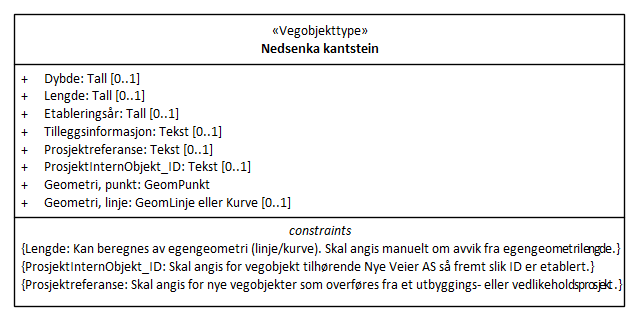 «Vegobjekttype»
Nedsenka kantstein
+ Dybde: Tall [0..1]
+ Lengde: Tall [0..1]
+ Etableringsår: Tall [0..1]
+ Tilleggsinformasjon: Tekst [0..1]
+ Prosjektreferanse: Tekst [0..1]
+ ProsjektInternObjekt_ID: Tekst [0..1]
+ Geometri, punkt: GeomPunkt
+ Geometri, linje: GeomLinje eller Kurve [0..1]
constraints
{Lengde: Kan beregnes av egengeometri (linje/kurve). Skal angis manuelt om avvik fra egengeometrilengde.}
{ProsjektInternObjekt_ID: Skal angis for vegobjekt tilhørende Nye Veier AS så fremt slik ID er etablert.}
{Prosjektreferanse: Skal angis for nye vegobjekter som overføres fra et utbyggings- eller vedlikeholdsprosjekt.}